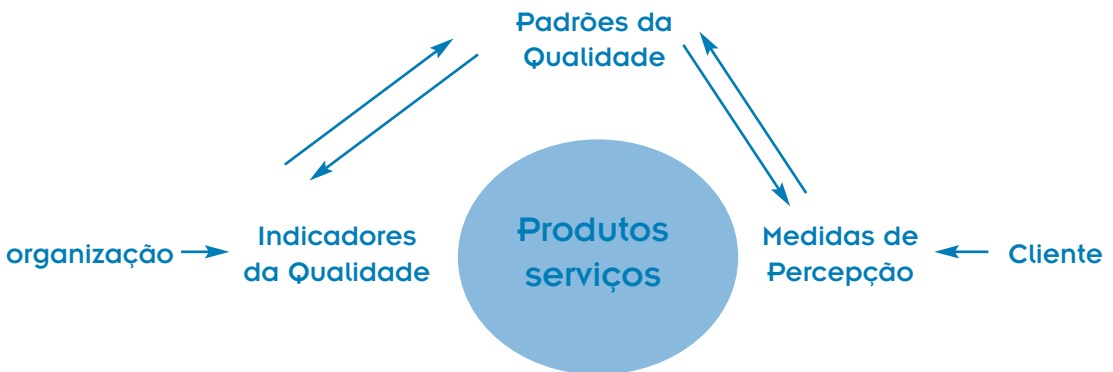 Padrões da
Qualidade
organização
Indicadores
da Qualidade
Produtos
serviços
Medidas de
Percepção
Cliente